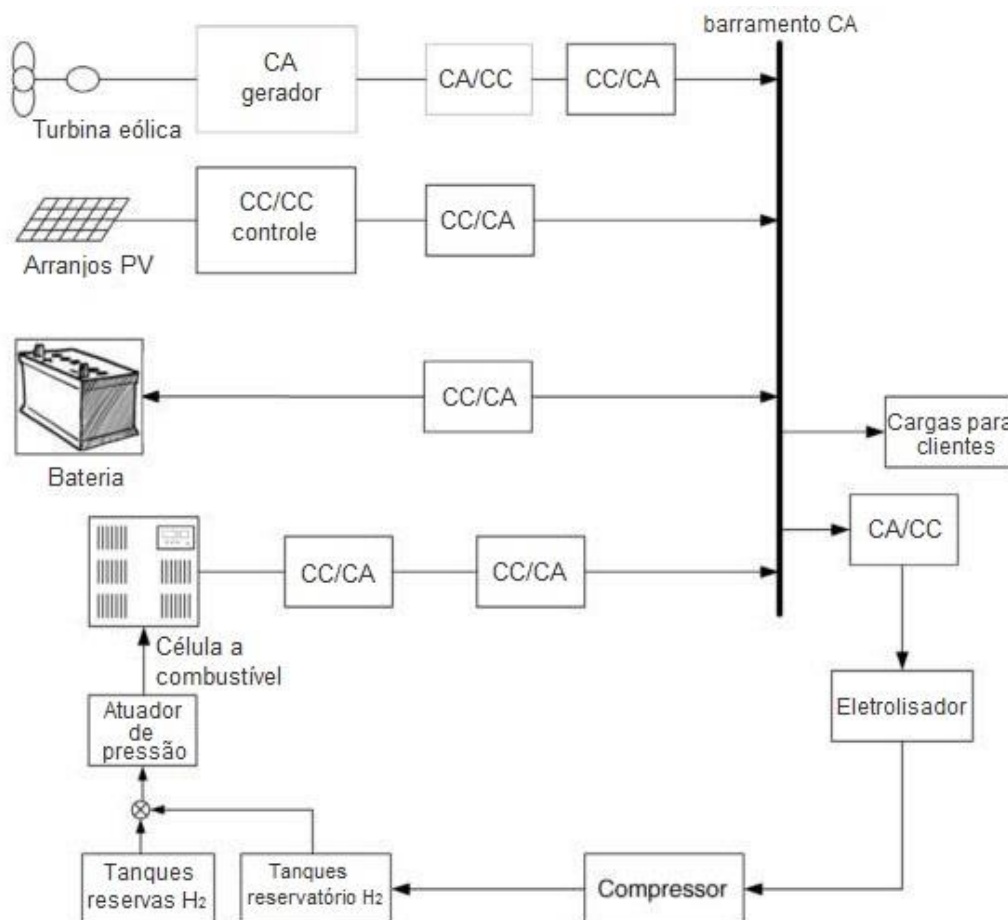 barramento CA
CA
gerador
CA/CC
CC/CA
Turbina eólica
CC/CC
controle
CC/CA
Arranjos PV
CC/CA
Bateria
Cargas para
clientes
CA/CC
CC/CA
CC/CA
Célula a
combustível
Atuador
de
pressão
Eletrolisador
Tanques
reservas H₂
Tanques
reservatório H₂
Compressor